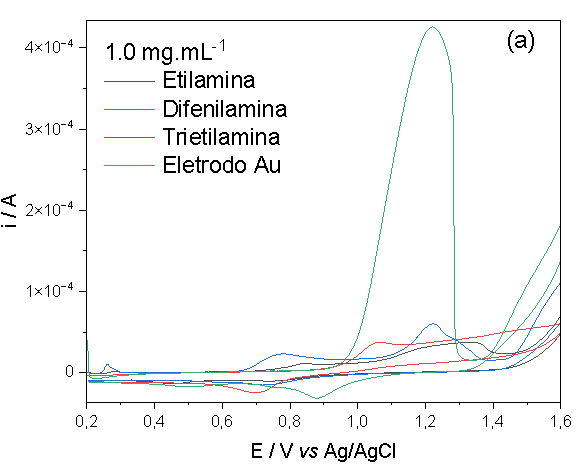 (a)
1.0 mg.mL⁻¹
Etilamina
Difenilamina
Trietilamina
Eletrodo Au
4×10⁻⁴
3×10⁻⁴
2×10⁻⁴
1×10⁻⁴
0
i / A
0,2 0,4 0,6 0,8 1,0 1,2 1,4 1,6
E / V vs Ag/AgCl